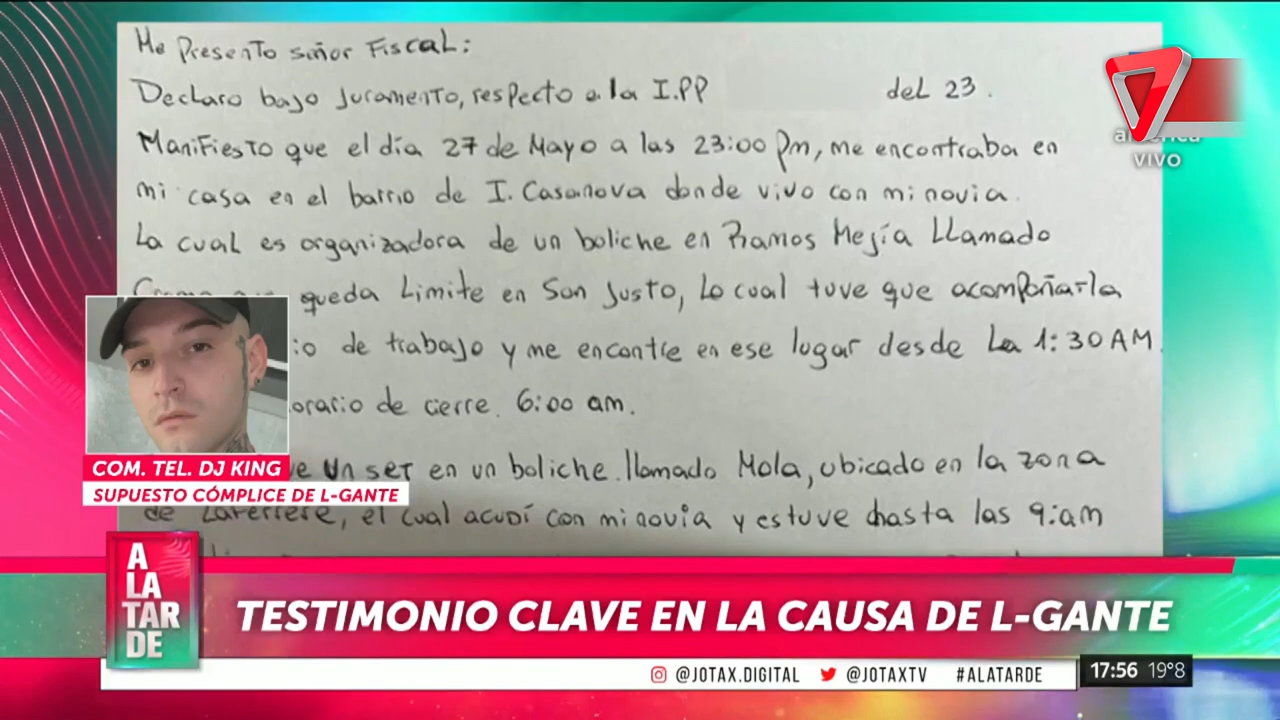 Me Presento señor Fiscal:
Declaro bajo Juramento, respecto a la I.PP del 23.
Manifiesto que el día 27 de Mayo a las 23:00 Pm, me encontraba en
mi casa en el barrio de I. Casanova donde vivo con mi novia.
La cual es organizadora de un boliche en Ramos Mejía Llamado
queda Limite en San Justo, Lo cual tuve que acompañarla
io de trabajo y me encontre en ese lugar desde La 1:30 AM.
orario de cierre. 6:00 am.
e un set en un boliche llamado Mola, ubicado en la zona
de Laferrere, el cual acudí con mi novia y estuve hasta las 9:am
america
VIVO
COM. TEL. DJ KING
SUPUESTO CÓMPLICE DE L-GANTE
A
LA
TAR
DE
TESTIMONIO CLAVE EN LA CAUSA DE L-GANTE
@JOTAX.DIGITAL @JOTAXTV #ALATARDE 17:56 19°8